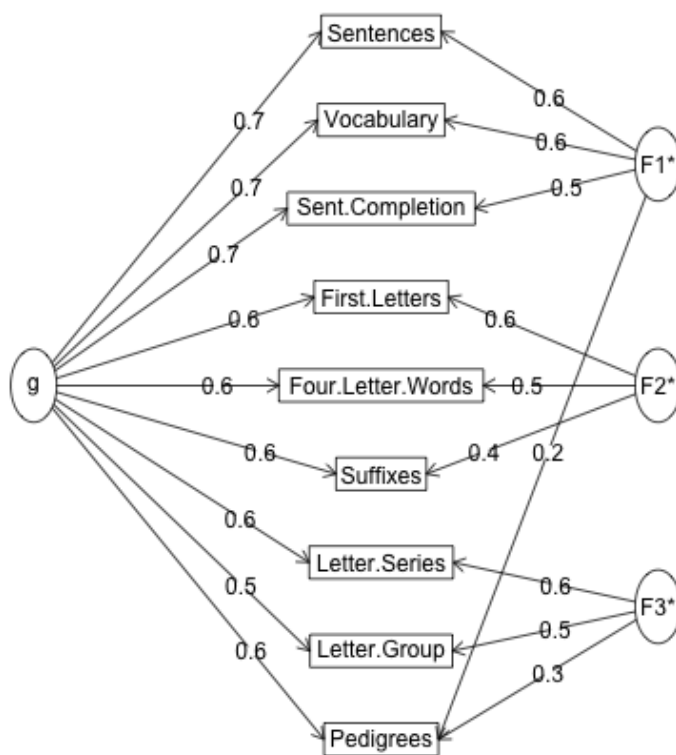 Sentences
0.6
0.7
Vocabulary
0.6
F1*
0.7
Sent.Completion
0.5
0.7
First.Letters
0.6
0.6
g
0.6
Four.Letter.Words
0.5
F2*
0.6
Suffixes
0.4
0.2
0.6
Letter.Series
0.6
F3*
0.5
Letter.Group
0.5
0.6
0.3
Pedigrees